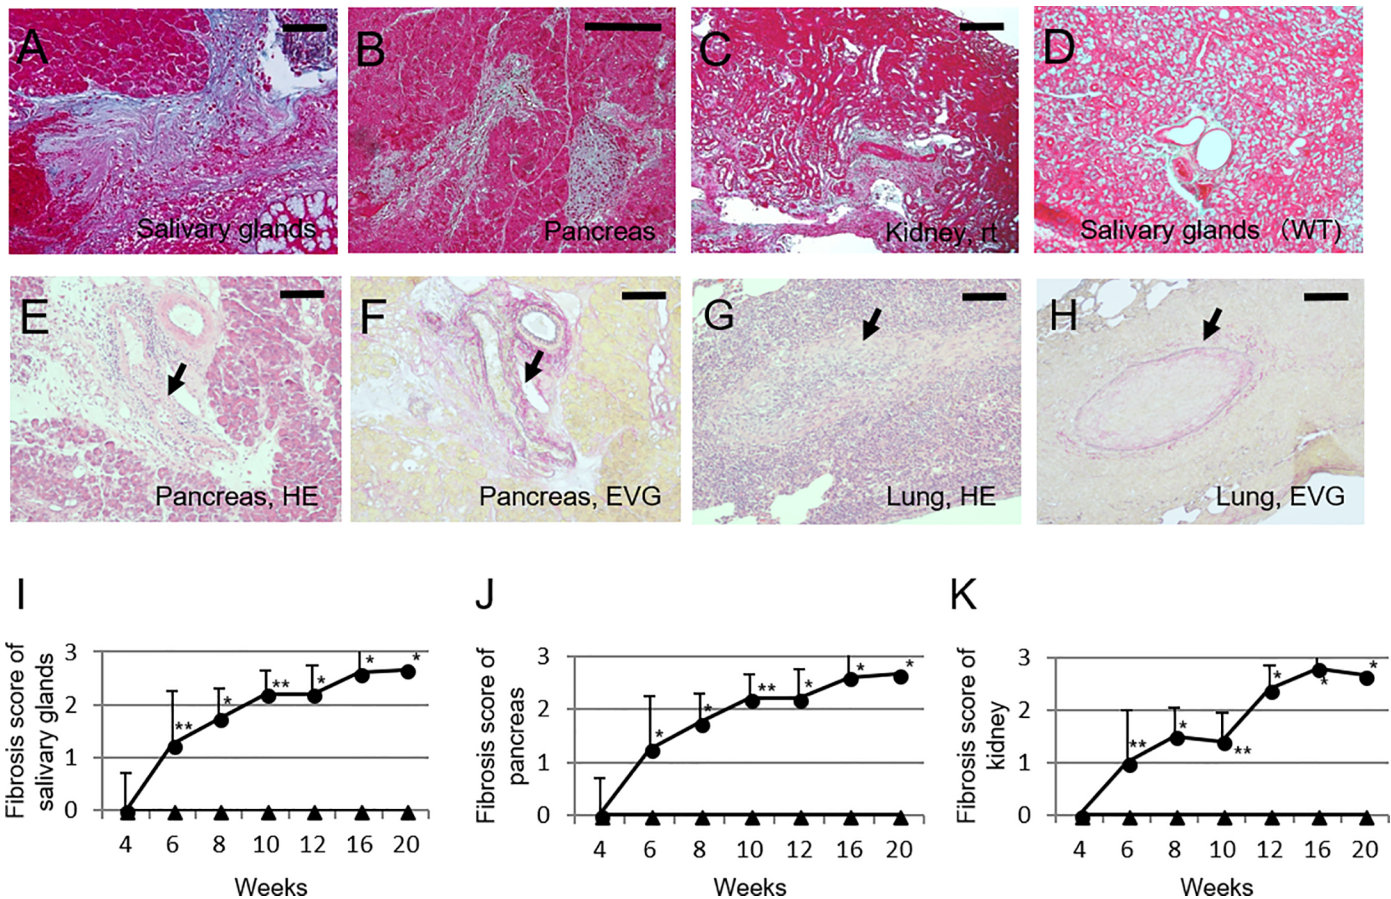 A
Salivary glands
B
Pancreas
C
Kidney, rt
D
Salivary glands (WT)
E
Pancreas, HE
F
Pancreas, EVG
G
Lung, HE
H
Lung, EVG
I
Fibrosis score of
salivary glands
3
2
1
0
** * ** * * *
4 6 8 10 12 16 20
Weeks
J
Fibrosis score of
pancreas
3
2
1
0
* * ** * * *
4 6 8 10 12 16 20
Weeks
K
Fibrosis score of
kidney
3
2
1
0
** * ** * * *
4 6 8 10 12 16 20
Weeks